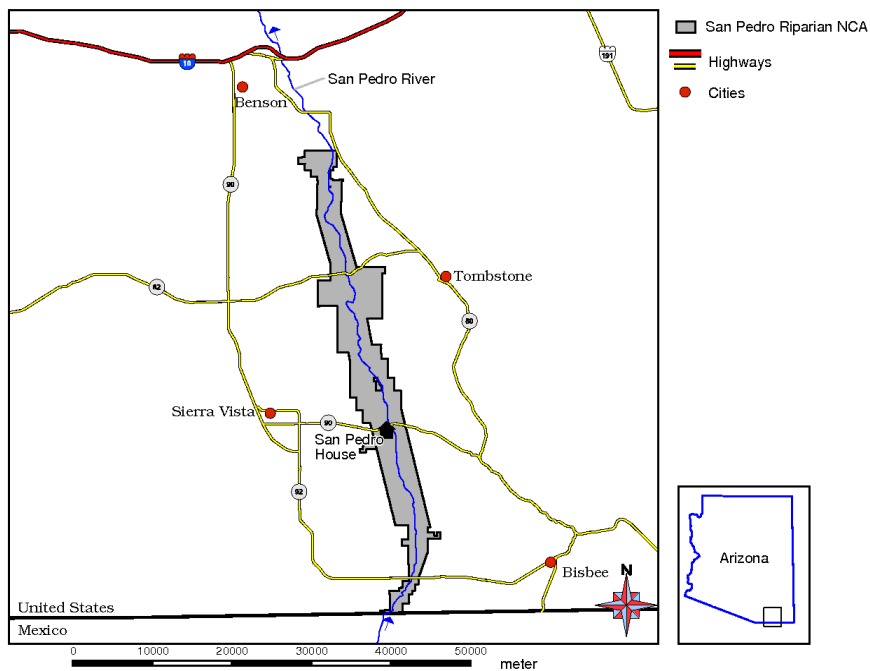 San Pedro Riparian NCA
Highways
Cities
10
191
San Pedro River
Benson
90
82
Tombstone
80
Sierra Vista
90
San Pedro
House
92
Bisbee
N
Arizona
United States
Mexico
0 10000 20000 30000 40000 50000
meter